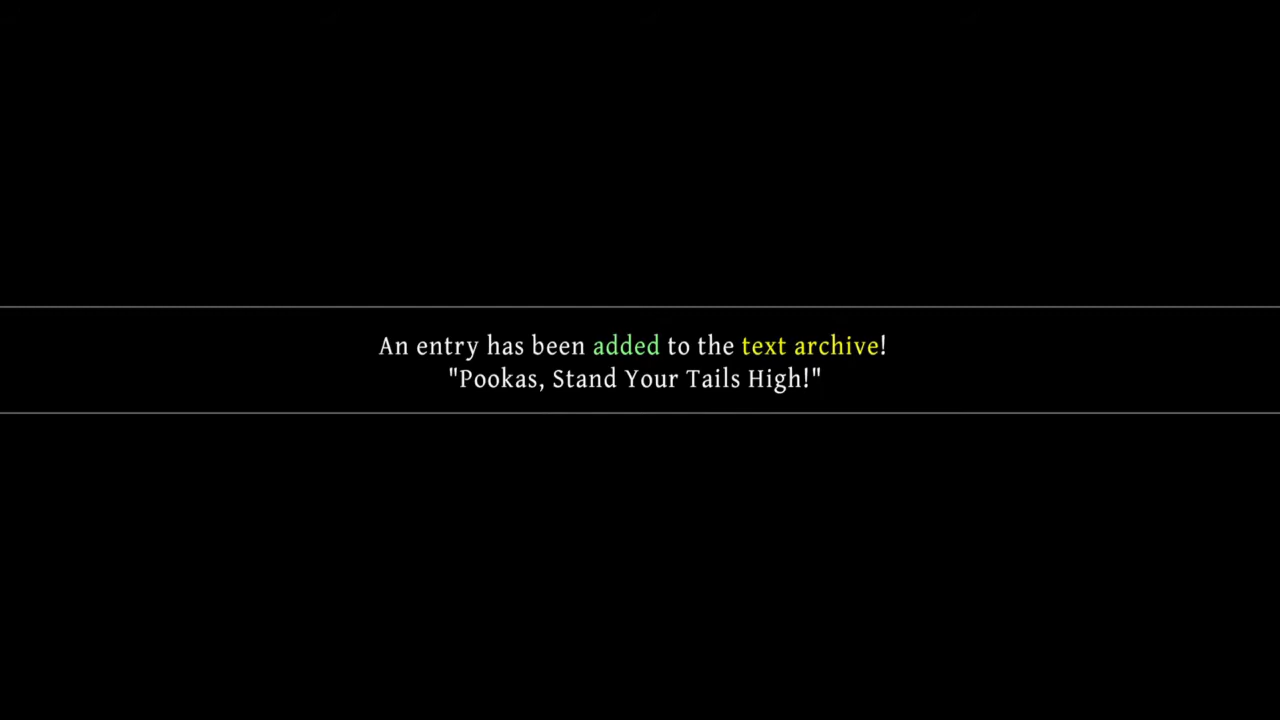 An entry has been added to the text archive!
"Pookas, Stand Your Tails High!"